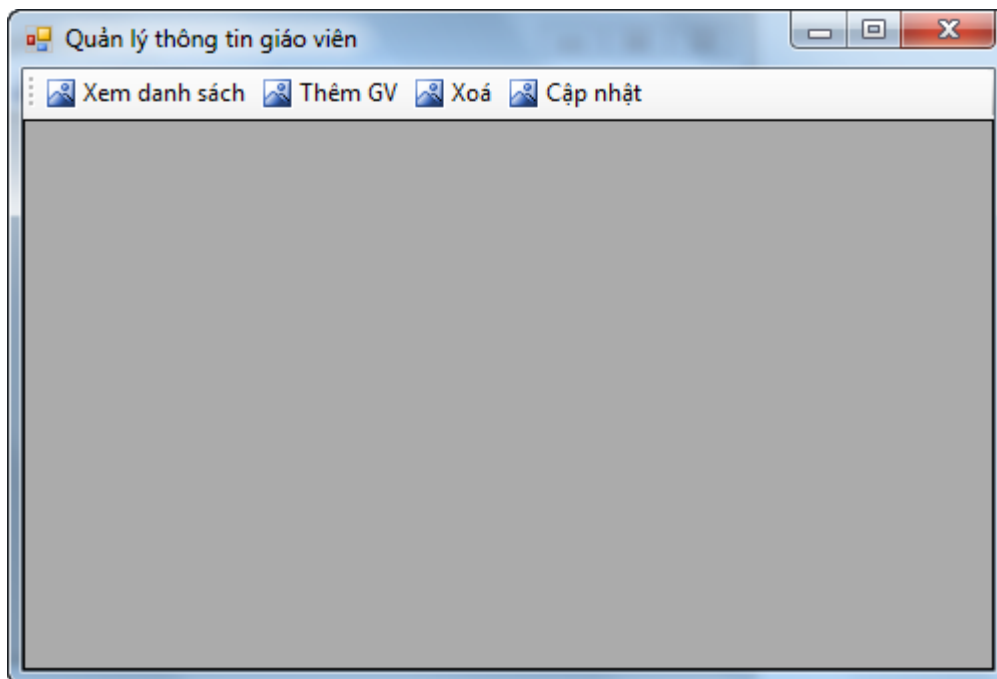 Quản lý thông tin giáo viên
Xem danh sách Thêm GV Xoá Cập nhật